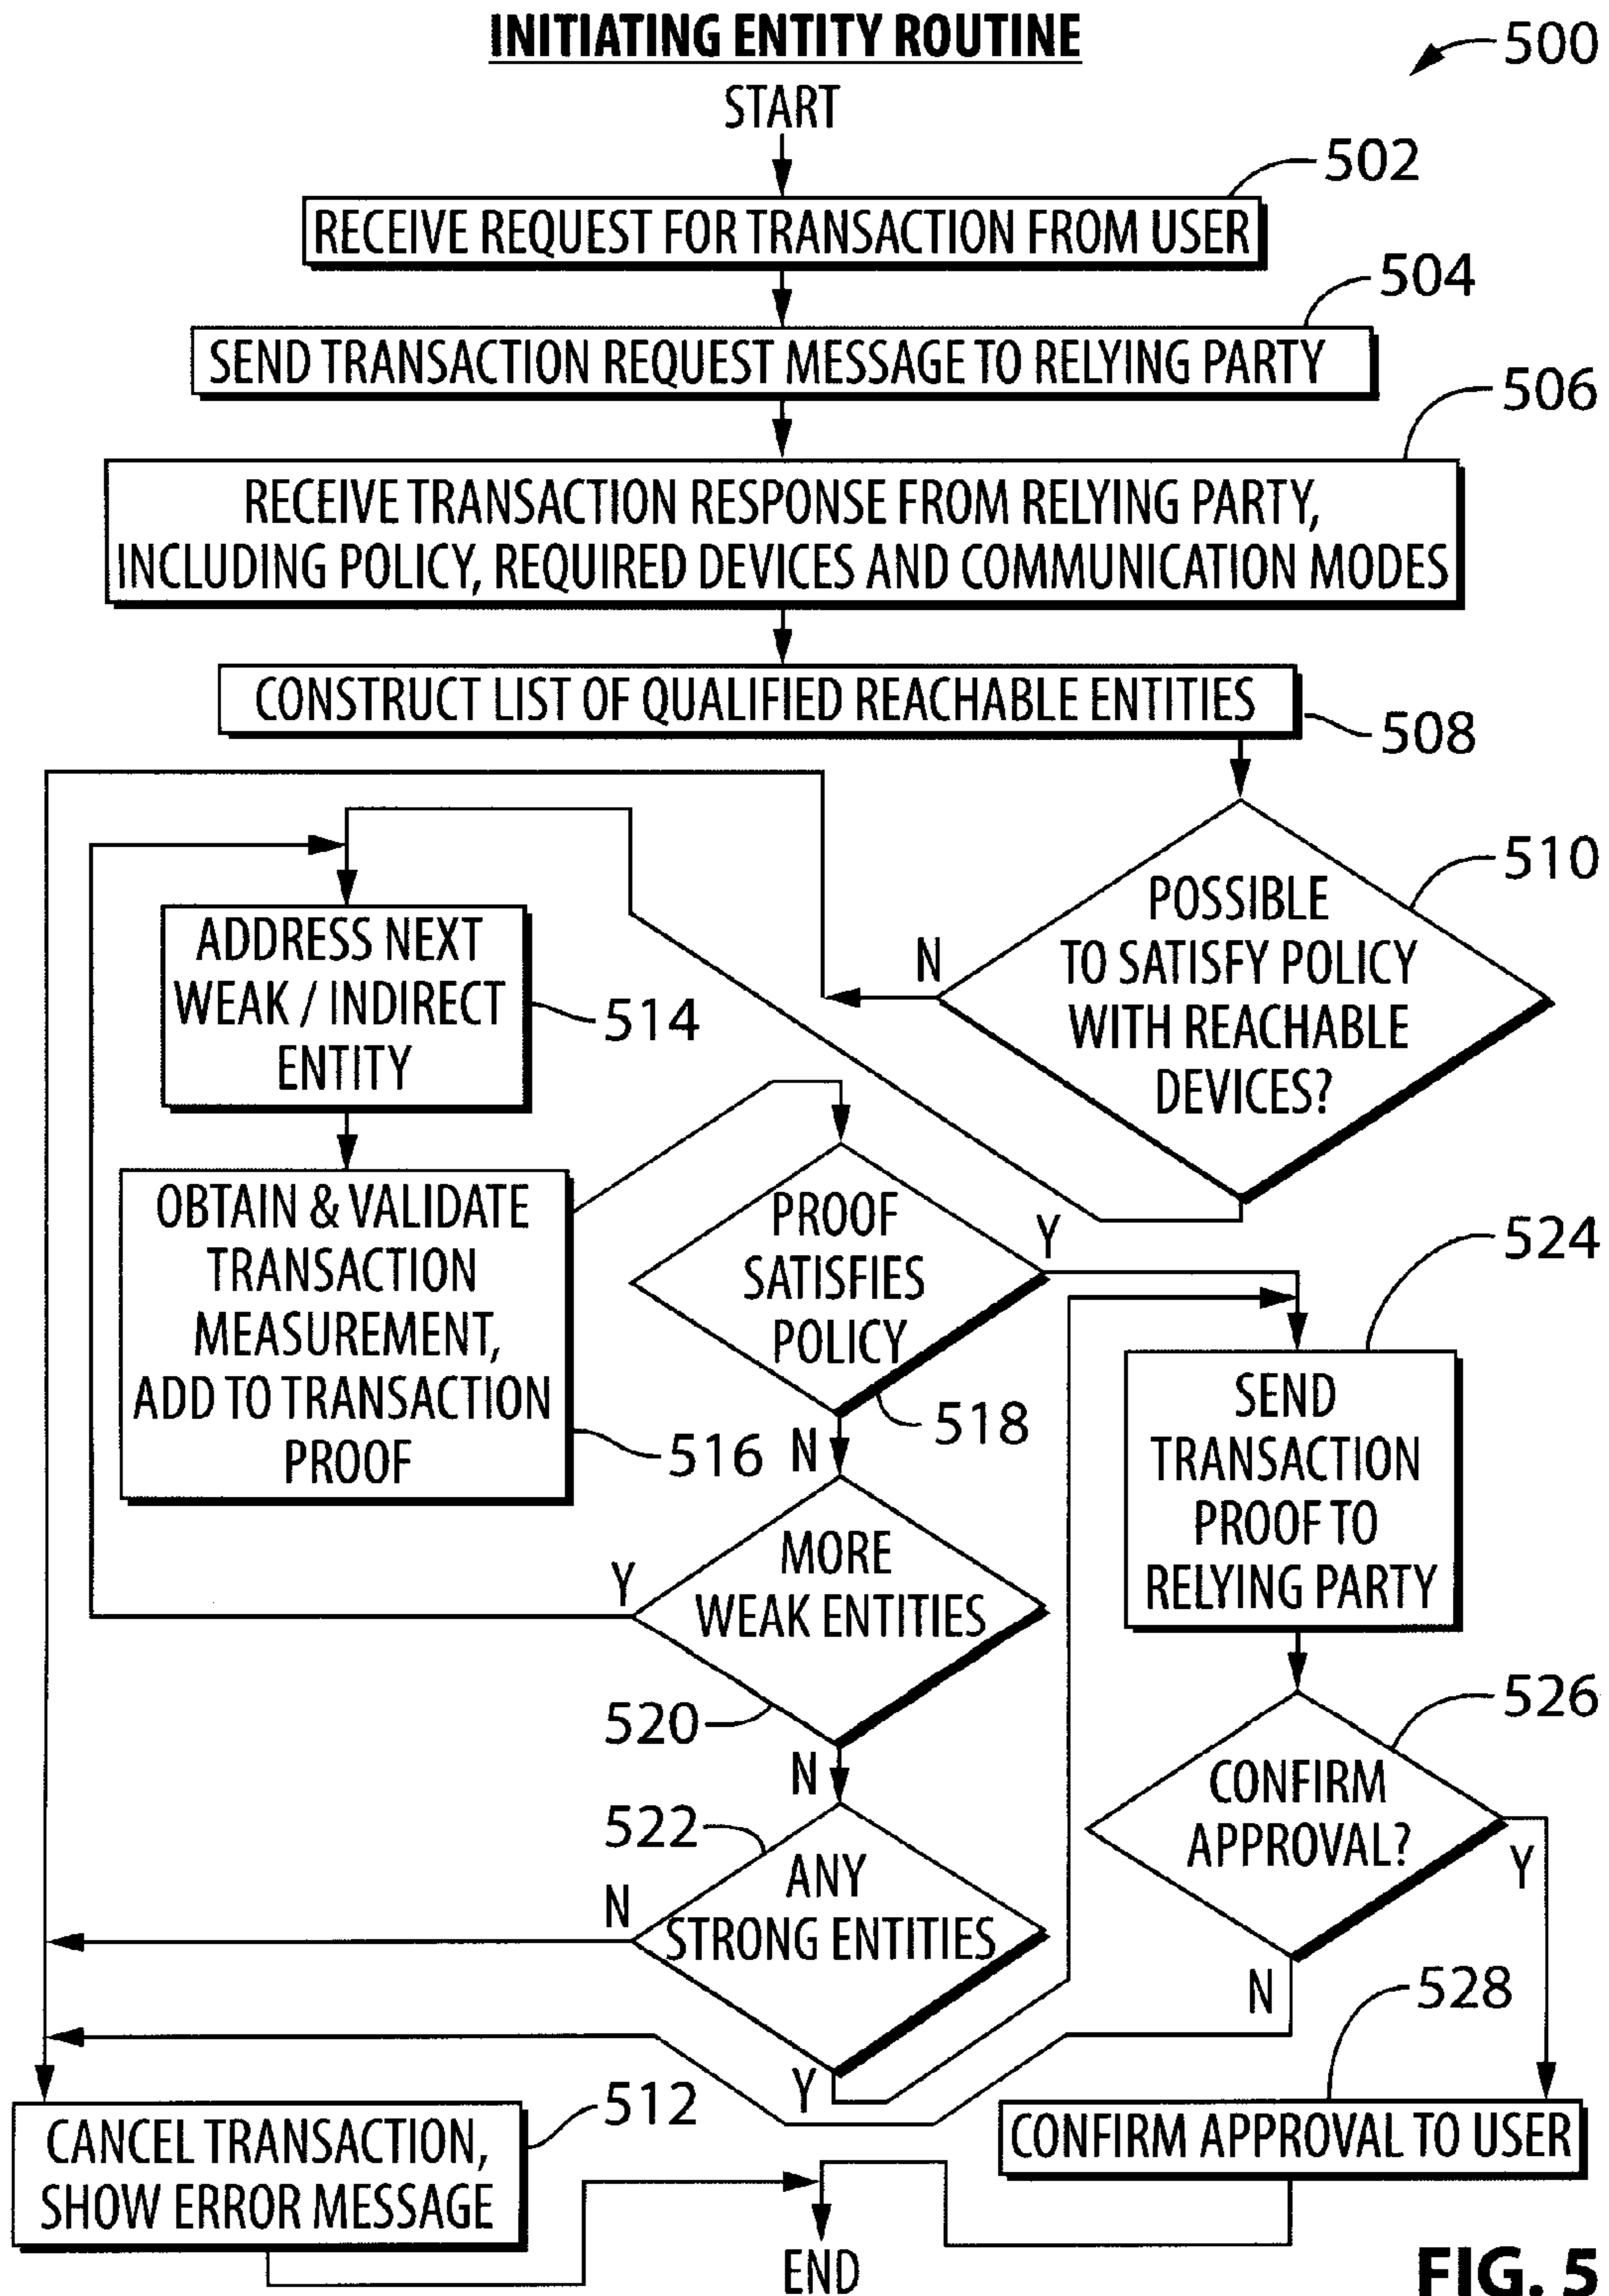 INITIATING ENTITY ROUTINE
500
START
502
RECEIVE REQUEST FOR TRANSACTION FROM USER
504
SEND TRANSACTION REQUEST MESSAGE TO RELYING PARTY
506
RECEIVE TRANSACTION RESPONSE FROM RELYING PARTY,
INCLUDING POLICY, REQUIRED DEVICES AND COMMUNICATION MODES
CONSTRUCT LIST OF QUALIFIED REACHABLE ENTITIES
508
510
POSSIBLE
TO SATISFY POLICY
WITH REACHABLE
DEVICES?
N
ADDRESS NEXT
WEAK / INDIRECT
ENTITY
514
OBTAIN & VALIDATE
TRANSACTION
MEASUREMENT,
ADD TO TRANSACTION
PROOF
516
PROOF
SATISFIES
POLICY
Y
518
N
524
SEND
TRANSACTION
PROOF TO
RELYING PARTY
MORE
WEAK ENTITIES
Y
520
N
526
CONFIRM
APPROVAL?
Y
N
522
ANY
STRONG ENTITIES
N
Y
528
512
CANCEL TRANSACTION,
SHOW ERROR MESSAGE
CONFIRM APPROVAL TO USER
END
FIG. 5